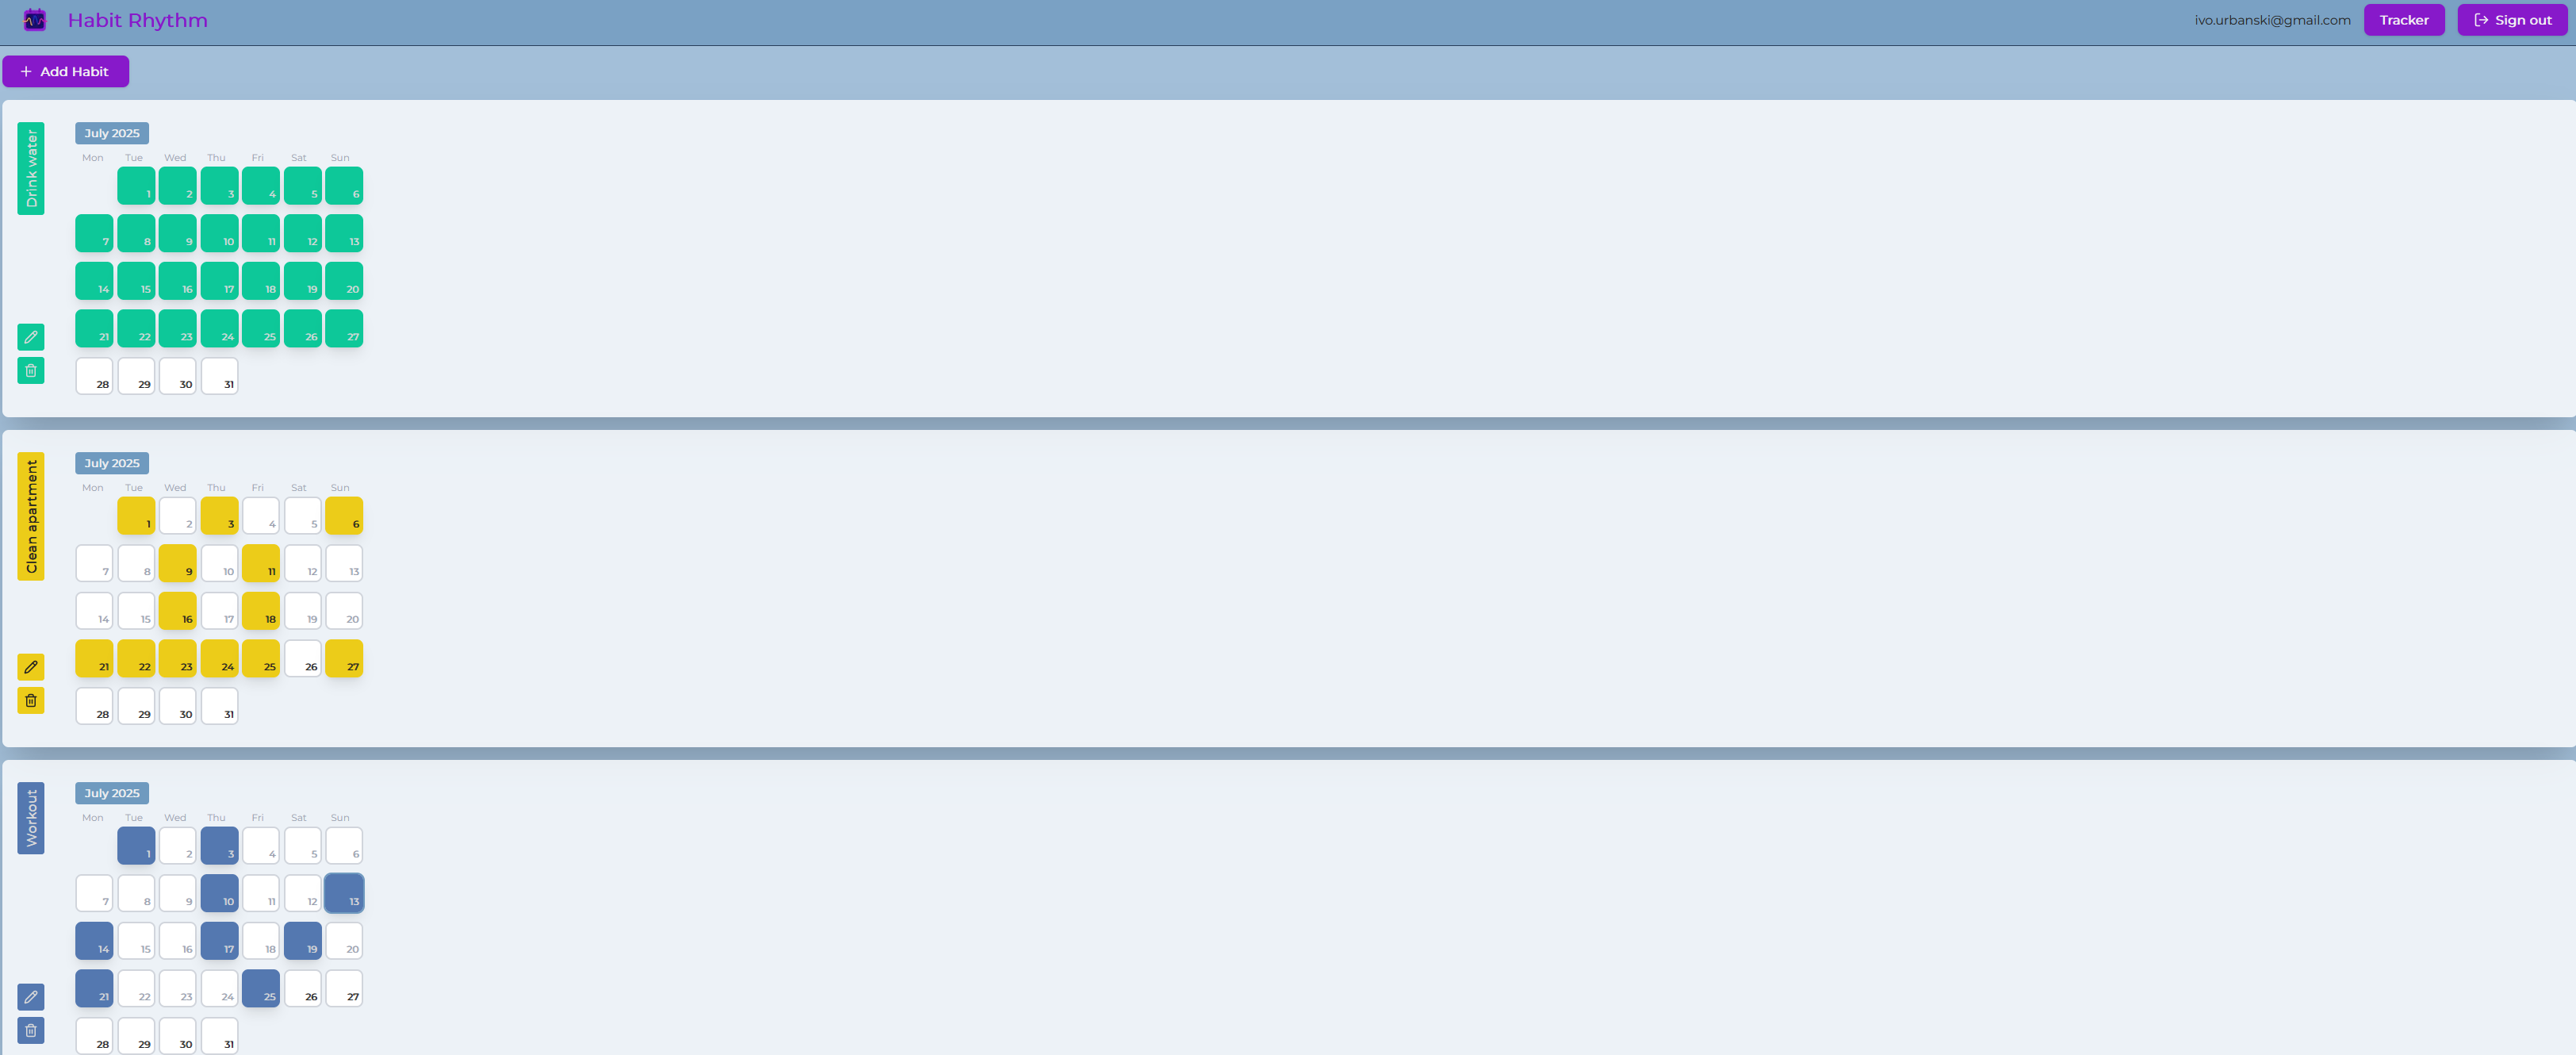 Habit Rhythm
ivo.urbanski@gmail.com Tracker Sign out
+ Add Habit
Drink water
July 2025
Mon Tue Wed Thu Fri Sat Sun
1 2 3 4 5 6
7 8 9 10 11 12 13
14 15 16 17 18 19 20
21 22 23 24 25 26 27
28 29 30 31
Clean apartment
July 2025
Mon Tue Wed Thu Fri Sat Sun
1 2 3 4 5 6
7 8 9 10 11 12 13
14 15 16 17 18 19 20
21 22 23 24 25 26 27
28 29 30 31
Workout
July 2025
Mon Tue Wed Thu Fri Sat Sun
1 2 3 4 5 6
7 8 9 10 11 12 13
14 15 16 17 18 19 20
21 22 23 24 25 26 27
28 29 30 31